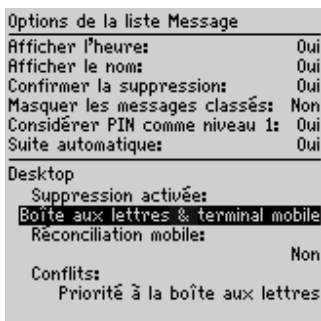 Options de la liste Message
Afficher l'heure: Oui
Afficher le nom: Oui
Confirmer la suppression: Oui
Masquer les messages classés: Non
Considérer PIN comme niveau 1: Oui
Suite automatique: Oui
Desktop
Suppression activée:
Boîte aux lettres & terminal mobile
Réconciliation mobile:
Non
Conflits:
Priorité à la boîte aux lettres